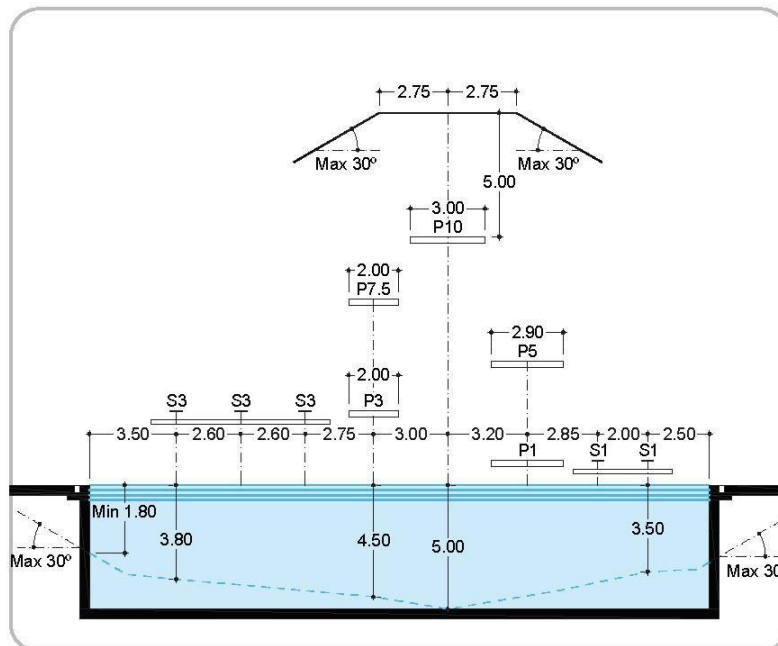 2.75 2.75
Max 30º Max 30º
5.00
3.00
P10
2.00
P7.5
2.90
P5
2.00
P3
S3 S3 S3
3.50 2.60 2.60 2.75 3.00 3.20 2.85 2.00 2.50
P1 S1 S1
Min 1.80
3.80 4.50 5.00 3.50
Max 30º Max 30